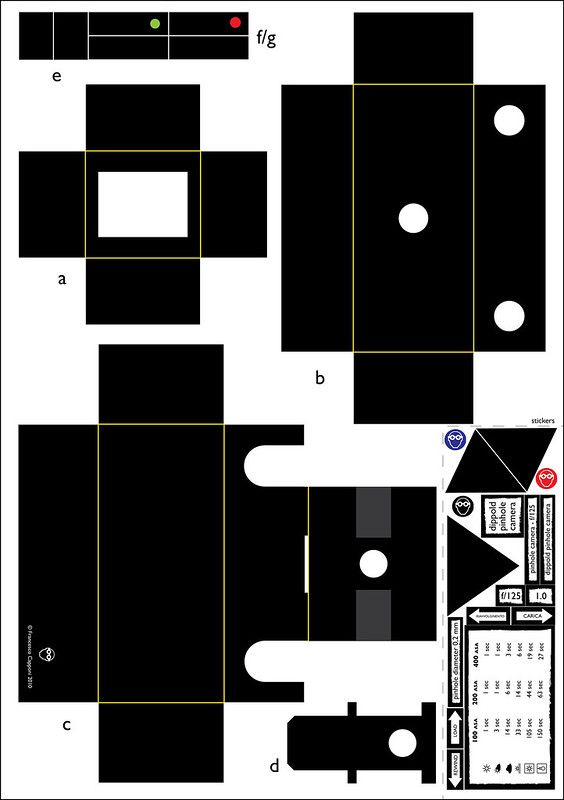 f/g
e
a
b
stickers
c
d
© Francesco Capponi 2010
dippold
pinhole
camera
pinhole camera - f/125
dippold pinhole camera
f/125
1.0
RIAVVOLGIMENTO
CARICA
pinhole diameter 0.2 mm
LOAD
REWIND
100 ASA 200 ASA 400 ASA
1 sec 1 sec 1 sec
3 sec 1 sec 1 sec
14 sec 6 sec 3 sec
33 sec 14 sec 6 sec
105 sec 44 sec 19 sec
150 sec 63 sec 27 sec